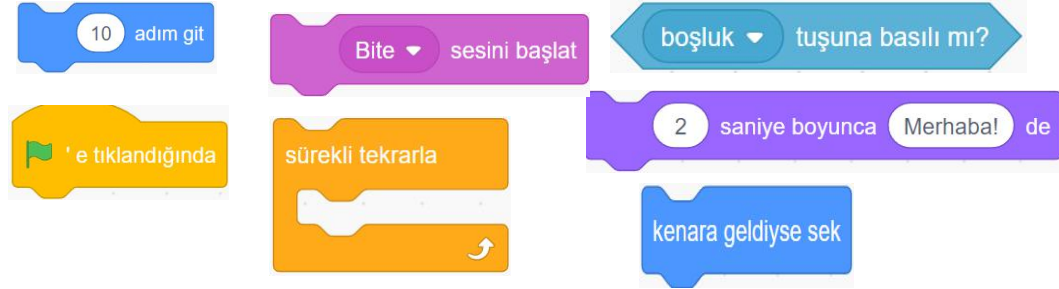 10 adım git
Bite sesini başlat
boşluk tuşuna basılı mı?
' e tıklandığında
sürekli tekrarla
2 saniye boyunca Merhaba! de
kenara geldiyse sek